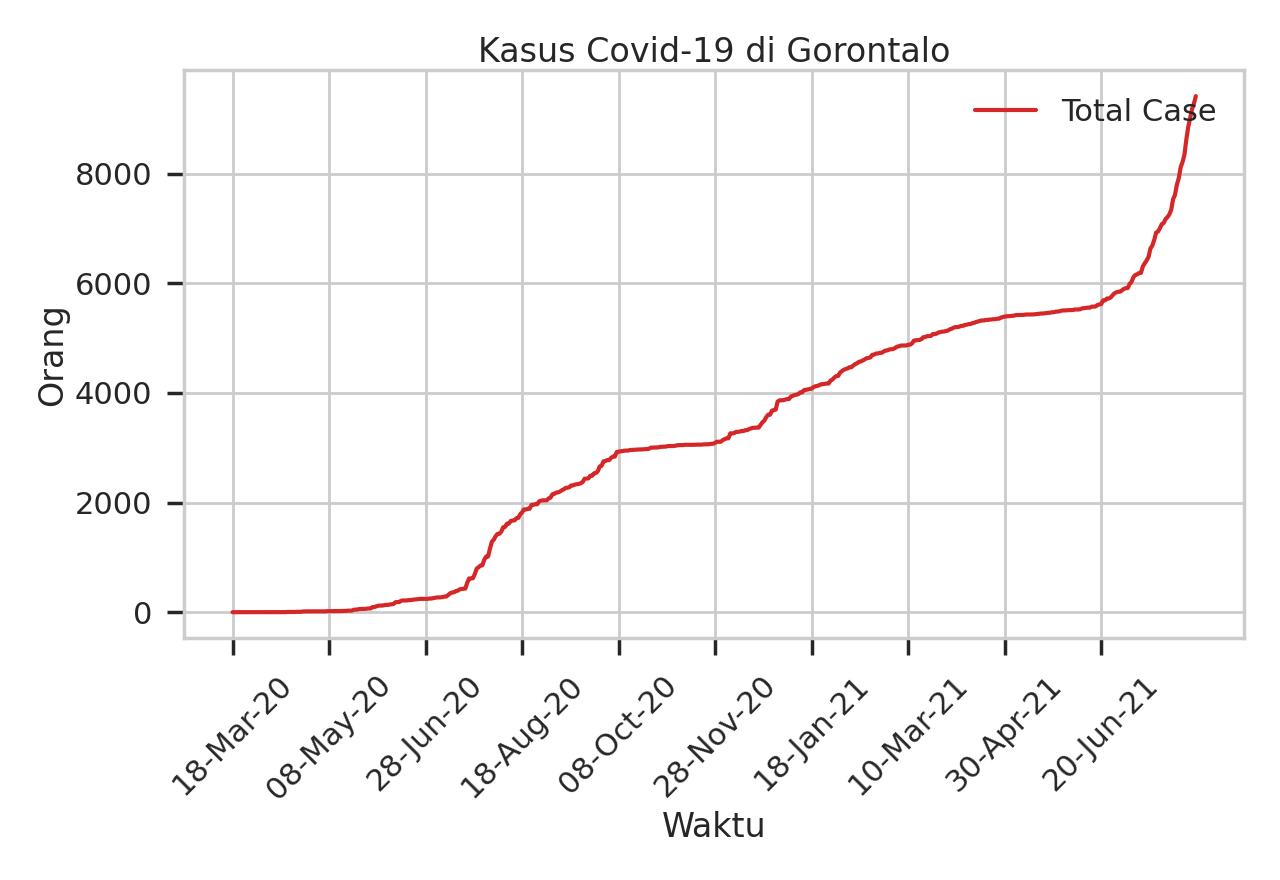 Kasus Covid-19 di Gorontalo
Total Case
Orang
8000
6000
4000
2000
0
18-Mar-20
08-May-20
28-Jun-20
18-Aug-20
08-Oct-20
28-Nov-20
18-Jan-21
10-Mar-21
30-Apr-21
20-Jun-21
Waktu